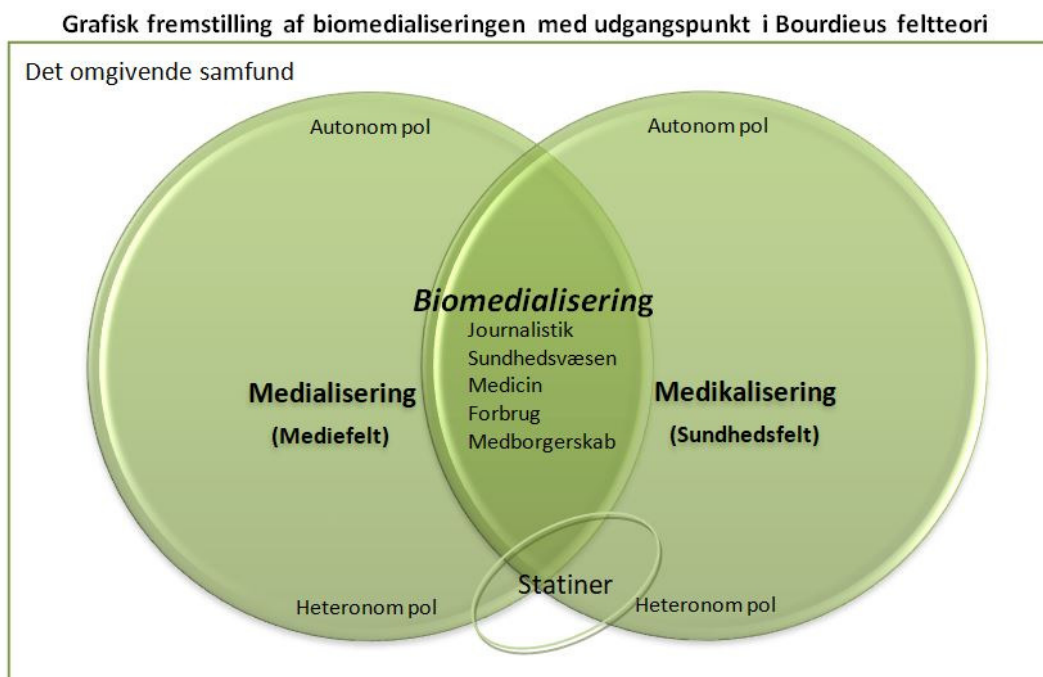 Grafisk fremstilling af biomedialiseringen med udgangspunkt i Bourdieus feltteori
Det omgivende samfund
Autonom pol
Autonom pol
Biomedialisering
Journalistik
Sundhedsvæsen
Medicin
Forbrug
Medborgerskab
Medialisering
(Mediefelt)
Medikalisering
(Sundhedsfelt)
Statiner
Heteronom pol
Heteronom pol